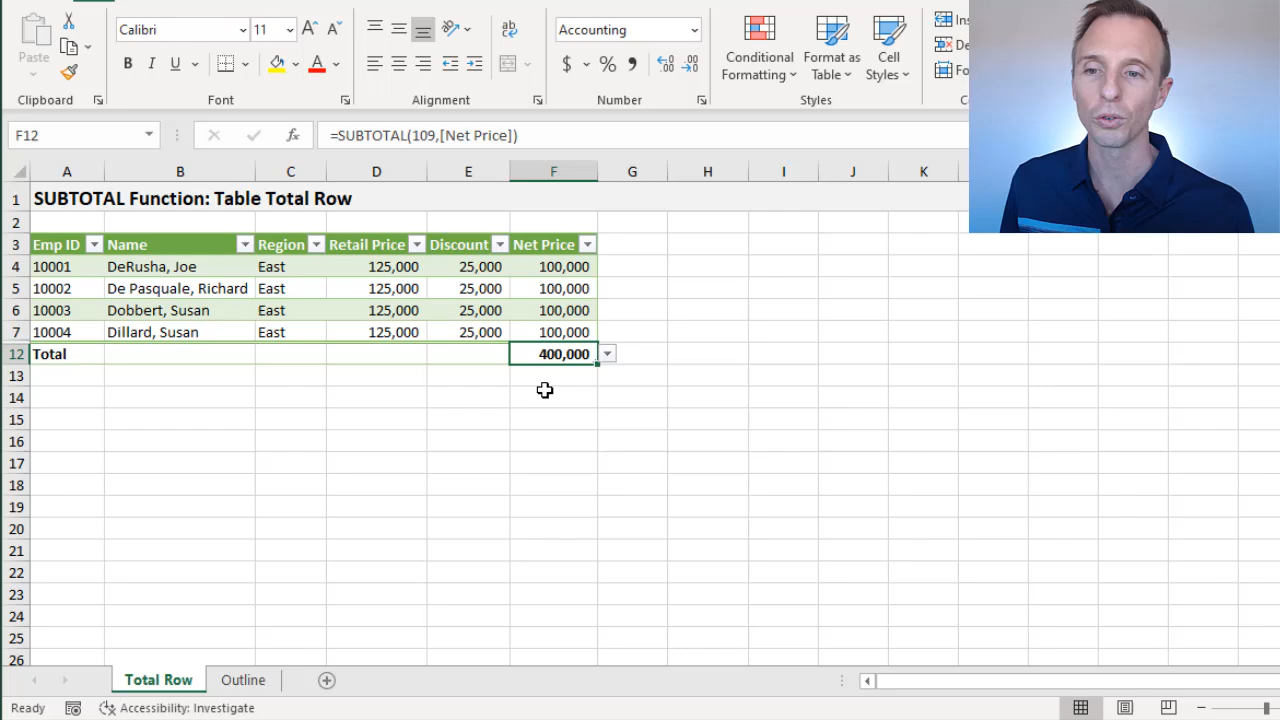 Calibri 11 Accounting
Paste $ % , Conditional Formatting Format as Table Cell Styles
Clipboard Font Alignment Number Styles
F12 fx =SUBTOTAL(109,[Net Price])
A B C D E F G H I J K
1 SUBTOTAL Function: Table Total Row
2
3 Emp ID Name Region Retail Price Discount Net Price
4 10001 DeRusha, Joe East 125,000 25,000 100,000
5 10002 De Pasquale, Richard East 125,000 25,000 100,000
6 10003 Dobbert, Susan East 125,000 25,000 100,000
7 10004 Dillard, Susan East 125,000 25,000 100,000
12 Total 400,000
13
14
15
16
17
18
19
20
21
22
23
24
25
26
Total Row Outline
Ready Accessibility: Investigate